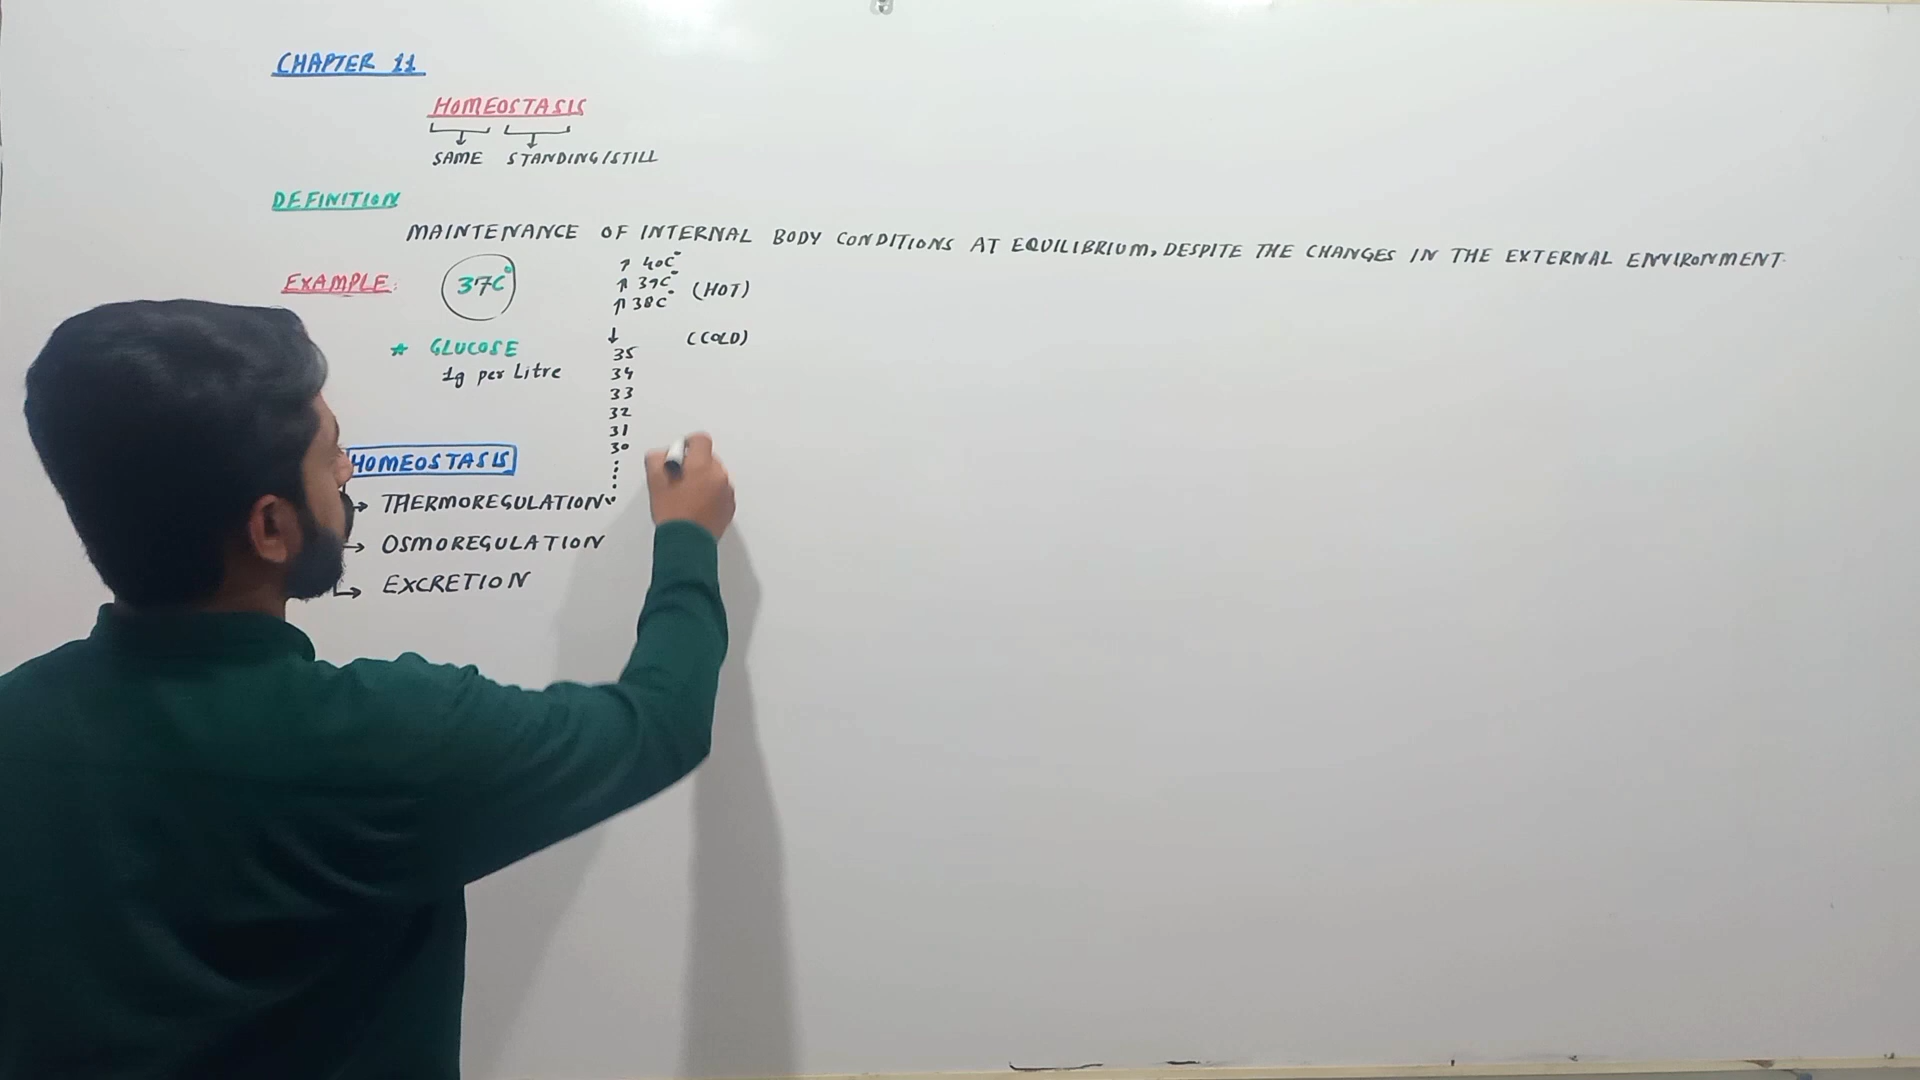 CHAPTER 11
HOMEOSTASIS
SAME STANDING/STILL
DEFINITION
MAINTENANCE OF INTERNAL BODY CONDITIONS AT EQUILIBRIUM, DESPITE THE CHANGES IN THE EXTERNAL ENVIRONMENT.
EXAMPLE:
37C°
↑ 40C°
↑ 39C°
↑ 38C°
(HOT)
↓
(COLD)
35
34
33
32
31
30
* GLUCOSE
1g per Litre
HOMEOSTASIS
→ THERMOREGULATION
→ OSMOREGULATION
→ EXCRETION